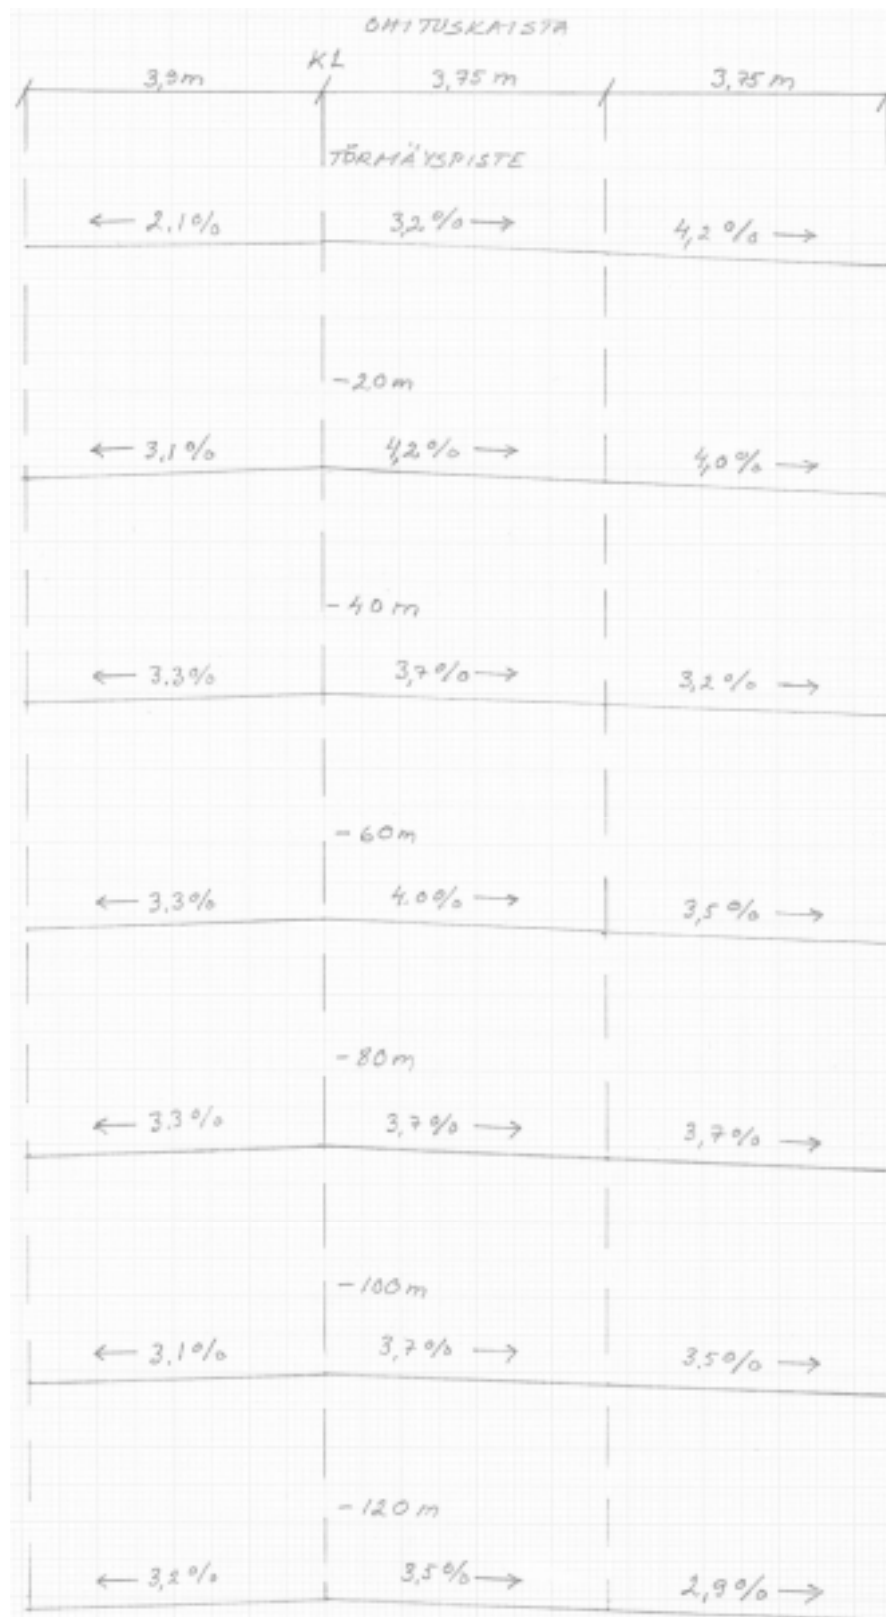 OHITUSKAISTA
KL
3,9m 3,75 m 3,75 m
TÖRMÄYSPISTE
← 2,1% 3,2% → 4,2% →
-20m
← 3,1% 4,2% → 4,0% →
-40m
← 3.3% 3,7% → 3,2% →
-60m
← 3.3% 4.0% → 3,5% →
-80m
← 3.3% 3,7% → 3,7% →
-100m
← 3.1% 3,7% → 3.5% →
-120m
← 3,2% 3,5% → 2,9% →